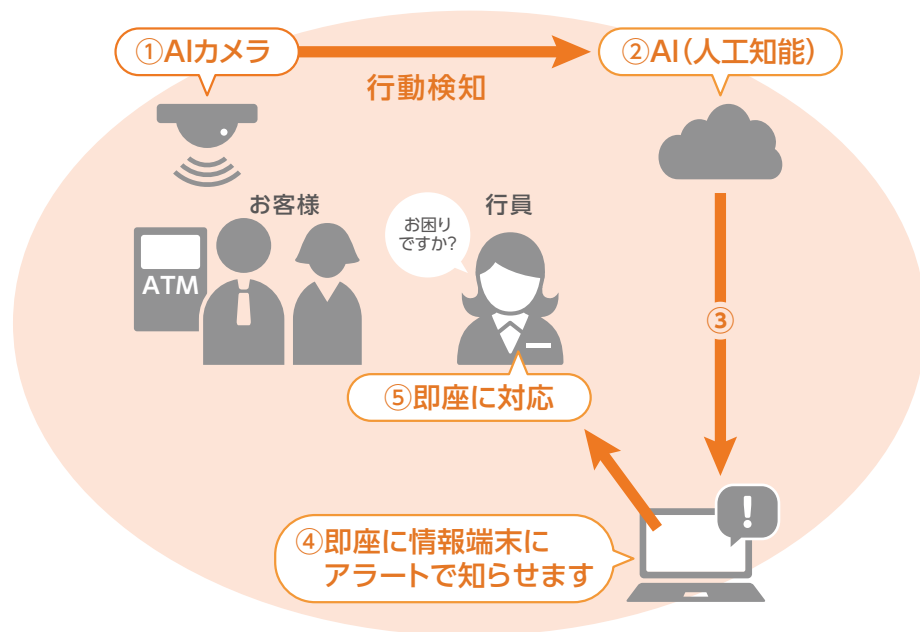 ①AIカメラ
②AI(人工知能)
行動検知
お客様
行員
お困り
ですか?
ATM
③
⑤即座に対応
④即座に情報端末に
アラートで知らせます
!